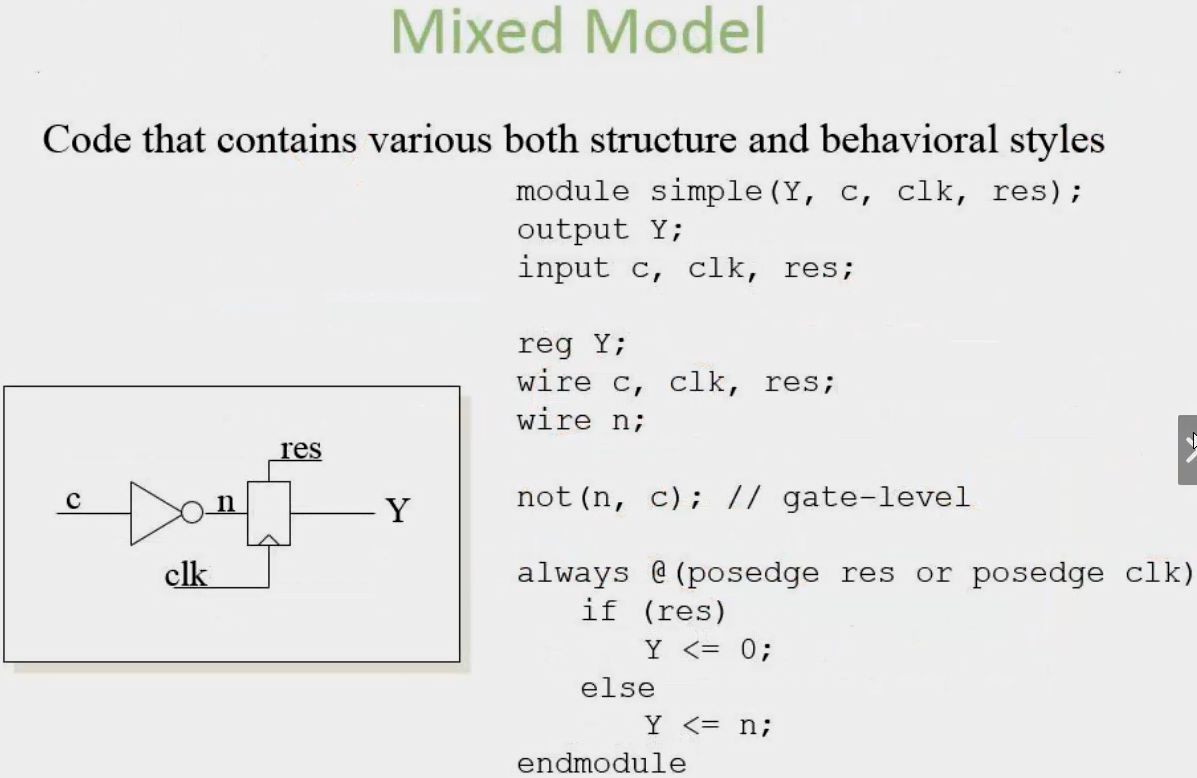 Mixed Model
Code that contains various both structure and behavioral styles
module simple(Y, c, clk, res);
output Y;
input c, clk, res;
reg Y;
wire c, clk, res;
wire n;
not(n, c); // gate-level
always @(posedge res or posedge clk)
if (res)
Y <= 0;
else
Y <= n;
endmodule
res
c
n
Y
clk